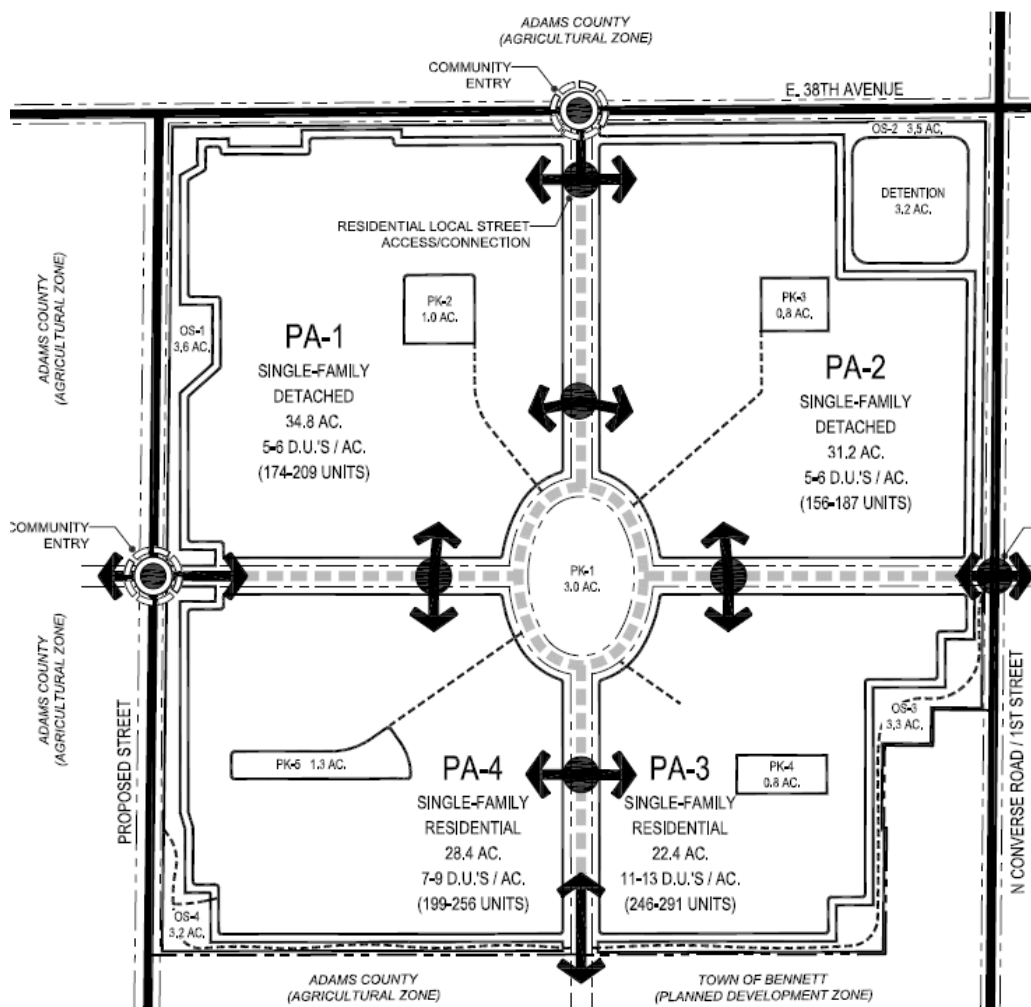 ADAMS COUNTY
(AGRICULTURAL ZONE)
COMMUNITY
ENTRY
E. 38TH AVENUE
OS-2 3.5 AC.
DETENTION
3.2 AC.
RESIDENTIAL LOCAL STREET
ACCESS/CONNECTION
ADAMS COUNTY
(AGRICULTURAL ZONE)
OS-1
3.6 AC.
PK-2
1.0 AC.
PK-3
0.8 AC.
PA-1
SINGLE-FAMILY
DETACHED
34.8 AC.
5-6 D.U.'S / AC.
(174-209 UNITS)
PA-2
SINGLE-FAMILY
DETACHED
31.2 AC.
5-6 D.U.'S / AC.
(156-187 UNITS)
COMMUNITY
ENTRY
PK-1
3.0 AC.
ADAMS COUNTY
(AGRICULTURAL ZONE)
PROPOSED STREET
OS-3
3.3 AC.
N CONVERSE ROAD / 1ST STREET
PK-5 1.3 AC.
PA-4
SINGLE-FAMILY
RESIDENTIAL
28.4 AC.
7-9 D.U.'S / AC.
(199-256 UNITS)
PA-3
SINGLE-FAMILY
RESIDENTIAL
22.4 AC.
11-13 D.U.'S / AC.
(246-291 UNITS)
PK-4
0.8 AC.
OS-4
3.2 AC.
ADAMS COUNTY
(AGRICULTURAL ZONE)
TOWN OF BENNETT
(PLANNED DEVELOPMENT ZONE)